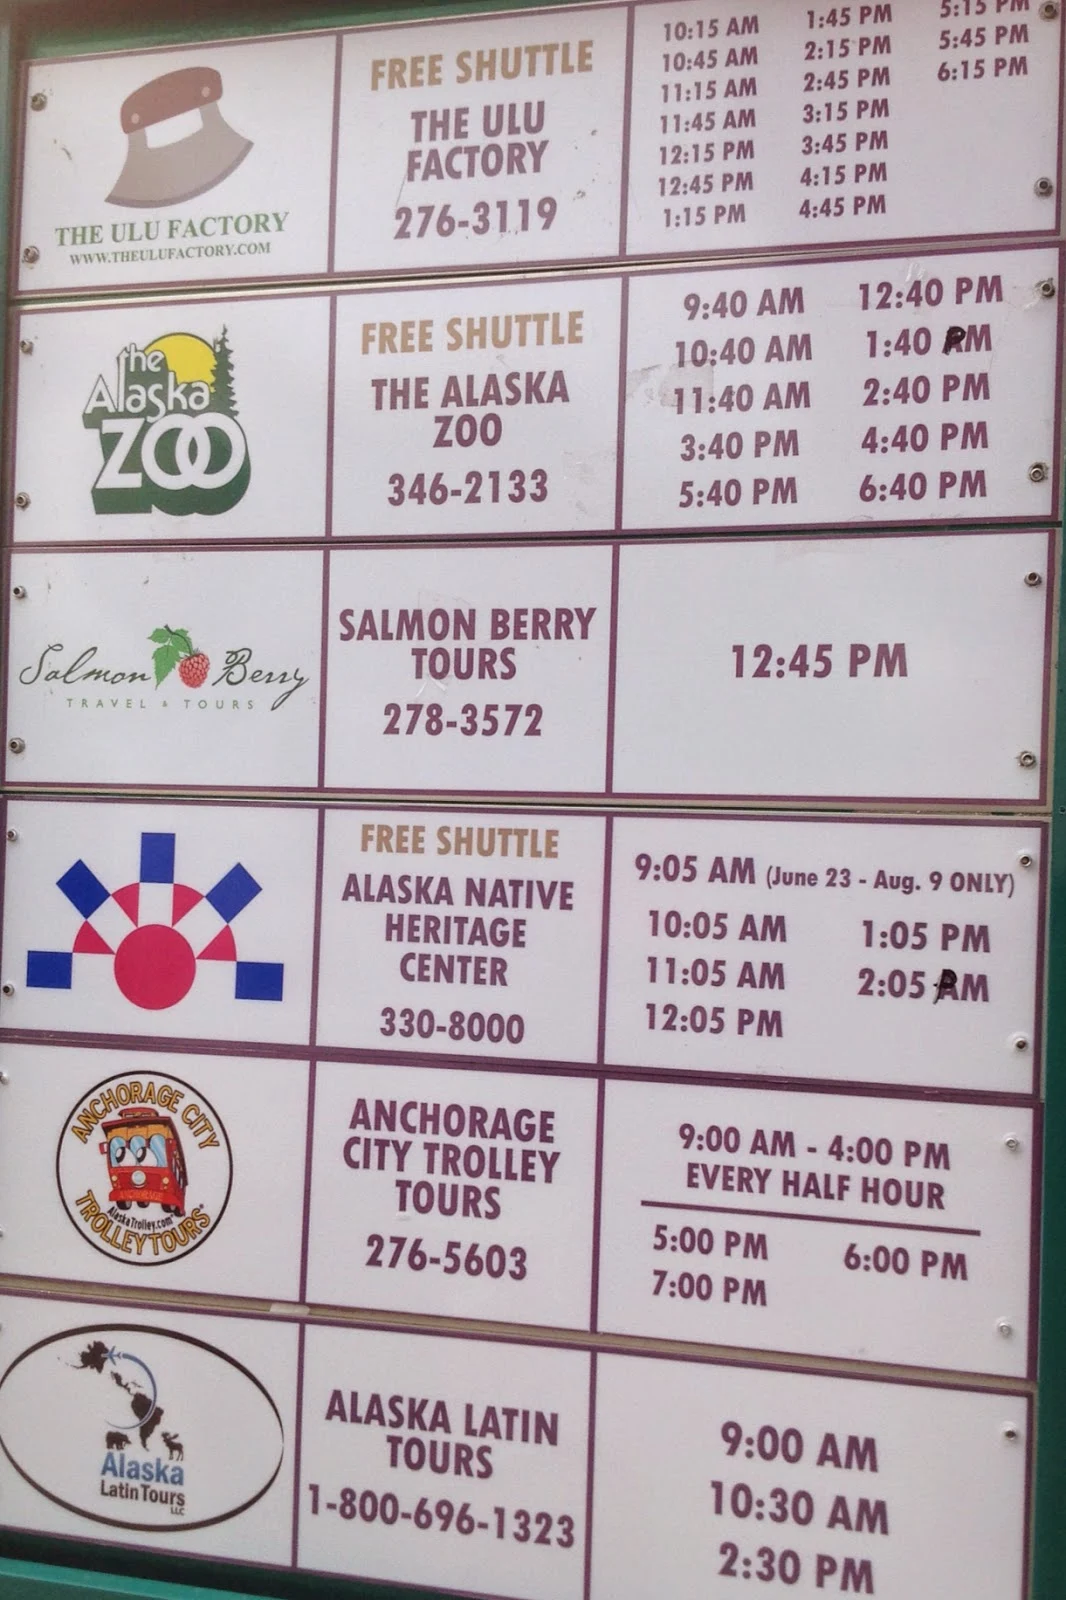 THE ULU FACTORY
WWW.THEULUFACTORY.COM
FREE SHUTTLE
THE ULU
FACTORY
276-3119
10:15 AM 1:45 PM 5:15 PM
10:45 AM 2:15 PM 5:45 PM
11:15 AM 2:45 PM 6:15 PM
11:45 AM 3:15 PM
12:15 PM 3:45 PM
12:45 PM 4:15 PM
1:15 PM 4:45 PM
the
Alaska
ZOO
FREE SHUTTLE
THE ALASKA
ZOO
346-2133
9:40 AM 12:40 PM
10:40 AM 1:40 PM
11:40 AM 2:40 PM
3:40 PM 4:40 PM
5:40 PM 6:40 PM
Salmon Berry
TRAVEL & TOURS
SALMON BERRY
TOURS
278-3572
12:45 PM
FREE SHUTTLE
ALASKA NATIVE
HERITAGE
CENTER
330-8000
9:05 AM (June 23 - Aug. 9 ONLY)
10:05 AM 1:05 PM
11:05 AM 2:05 PM
12:05 PM
ANCHORAGE CITY
ANCHORAGE
AlaskaTrolley.com
TROLLEY TOURS
ANCHORAGE
CITY TROLLEY
TOURS
276-5603
9:00 AM - 4:00 PM
EVERY HALF HOUR
5:00 PM 6:00 PM
7:00 PM
Alaska
Latin Tours
LLC
ALASKA LATIN
TOURS
1-800-696-1323
9:00 AM
10:30 AM
2:30 PM